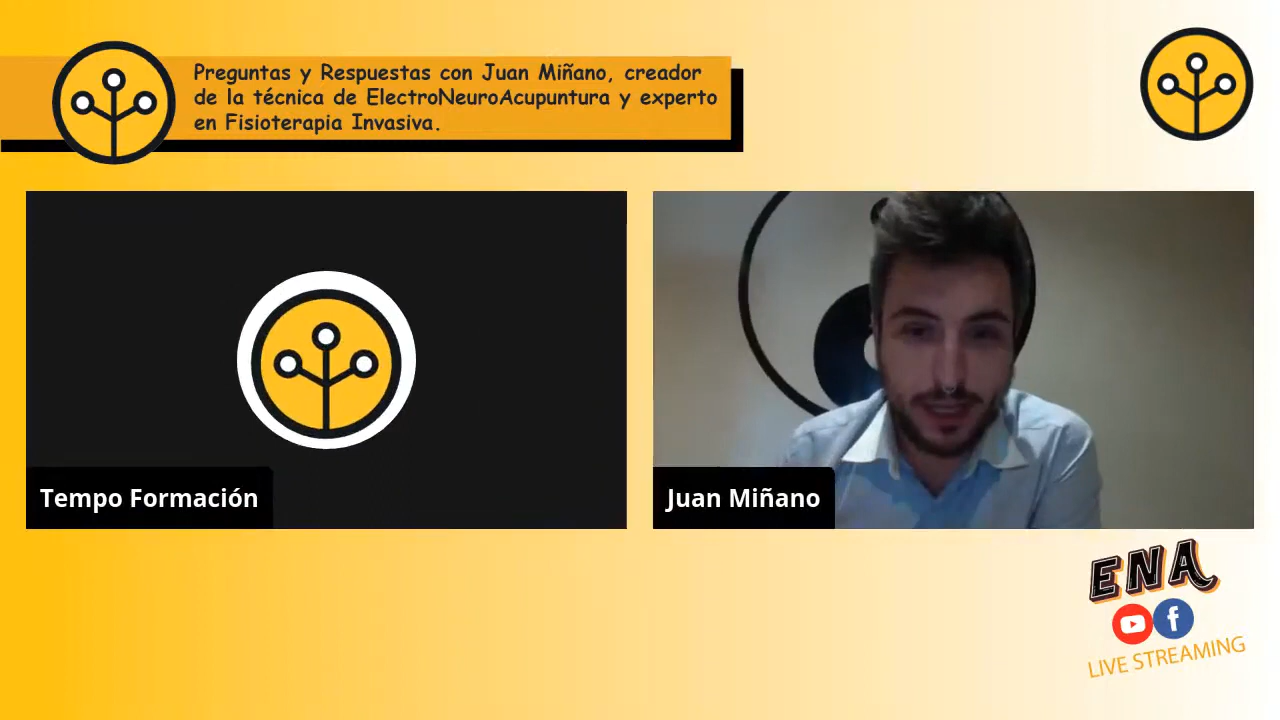 Preguntas y Respuestas con Juan Miñano, creador
de la técnica de ElectroNeuroAcupuntura y experto
en Fisioterapia Invasiva.
Tempo Formación
Juan Miñano
ENA
f
LIVE STREAMING